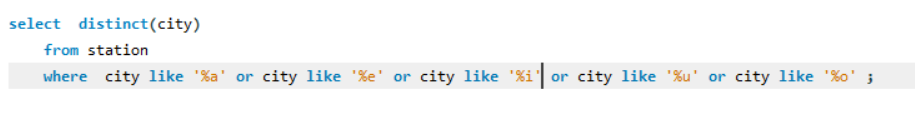 select distinct(city)
from station
where city like '%a' or city like '%e' or city like '%i' or city like '%u' or city like '%o' ;